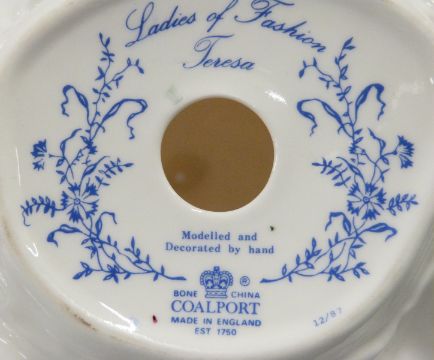 Ladies of Fashion
Teresa
Modelled and
Decorated by hand
®
BONE CHINA
COALPORT
MADE IN ENGLAND
EST 1750
12/87